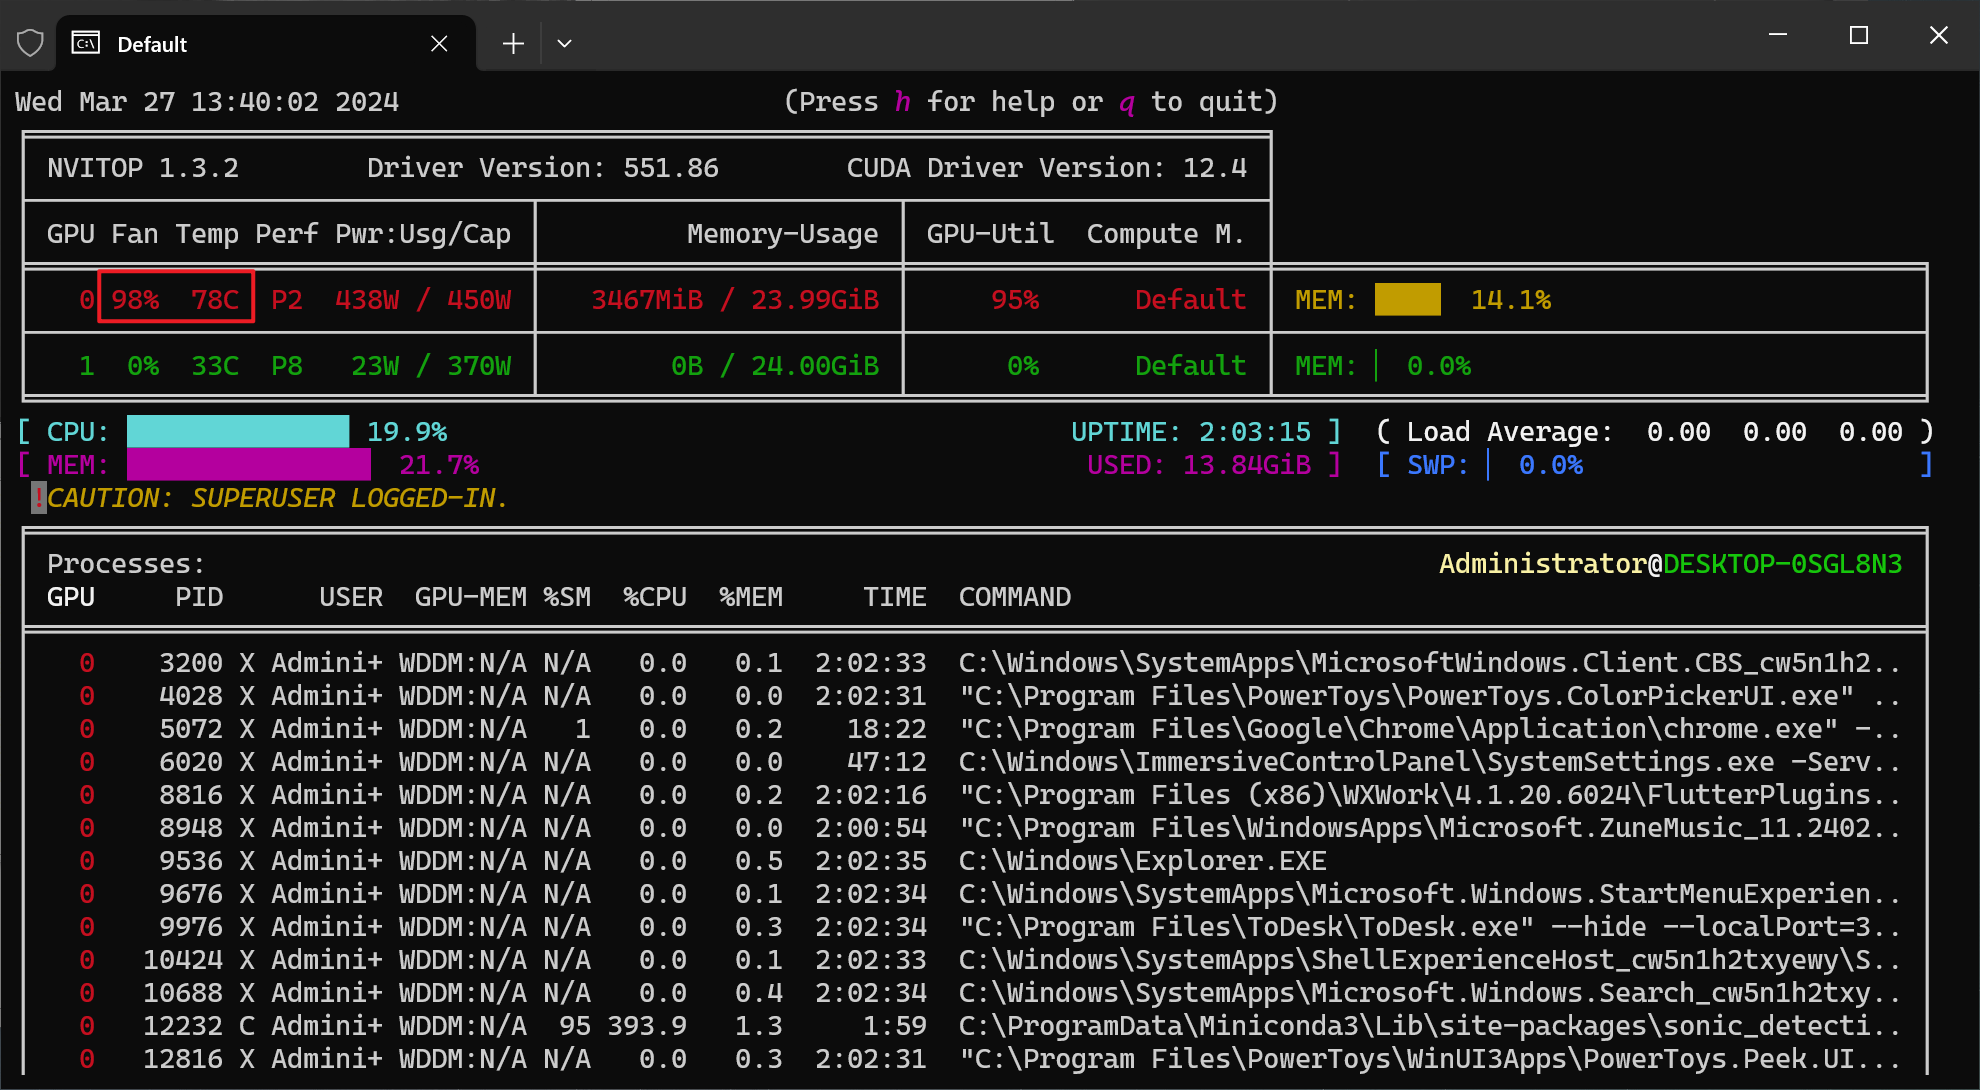 Default
Wed Mar 27 13:40:02 2024 (Press h for help or q to quit)
NVITOP 1.3.2 Driver Version: 551.86 CUDA Driver Version: 12.4
GPU Fan Temp Perf Pwr:Usg/Cap Memory-Usage GPU-Util Compute M.
0 98% 78C P2 438W / 450W 3467MiB / 23.99GiB 95% Default MEM: 14.1%
1 0% 33C P8 23W / 370W 0B / 24.00GiB 0% Default MEM: 0.0%
[ CPU: 19.9% UPTIME: 2:03:15 ] ( Load Average: 0.00 0.00 0.00 )
[ MEM: 21.7% USED: 13.84GiB ] [ SWP: 0.0% ]
!CAUTION: SUPERUSER LOGGED-IN.
Processes: Administrator@DESKTOP-0SGL8N3
GPU PID USER GPU-MEM %SM %CPU %MEM TIME COMMAND
0 3200 X Admini+ WDDM:N/A N/A 0.0 0.1 2:02:33 C:\Windows\SystemApps\MicrosoftWindows.Client.CBS_cw5n1h2..
0 4028 X Admini+ WDDM:N/A N/A 0.0 0.0 2:02:31 "C:\Program Files\PowerToys\PowerToys.ColorPickerUI.exe" ..
0 5072 X Admini+ WDDM:N/A 1 0.0 0.2 18:22 "C:\Program Files\Google\Chrome\Application\chrome.exe" -..
0 6020 X Admini+ WDDM:N/A N/A 0.0 0.0 47:12 C:\Windows\ImmersiveControlPanel\SystemSettings.exe -Serv..
0 8816 X Admini+ WDDM:N/A N/A 0.0 0.2 2:02:16 "C:\Program Files (x86)\WXWork\4.1.20.6024\FlutterPlugins..
0 8948 X Admini+ WDDM:N/A N/A 0.0 0.0 2:00:54 "C:\Program Files\WindowsApps\Microsoft.ZuneMusic_11.2402..
0 9536 X Admini+ WDDM:N/A N/A 0.0 0.5 2:02:35 C:\Windows\Explorer.EXE
0 9676 X Admini+ WDDM:N/A N/A 0.0 0.1 2:02:34 C:\Windows\SystemApps\Microsoft.Windows.StartMenuExperien..
0 9976 X Admini+ WDDM:N/A N/A 0.0 0.3 2:02:34 "C:\Program Files\ToDesk\ToDesk.exe" --hide --localPort=3..
0 10424 X Admini+ WDDM:N/A N/A 0.0 0.1 2:02:33 C:\Windows\SystemApps\ShellExperienceHost_cw5n1h2txyewy\S..
0 10688 X Admini+ WDDM:N/A N/A 0.0 0.4 2:02:34 C:\Windows\SystemApps\Microsoft.Windows.Search_cw5n1h2txy..
0 12232 C Admini+ WDDM:N/A 95 393.9 1.3 1:59 C:\ProgramData\Miniconda3\Lib\site-packages\sonic_detecti..
0 12816 X Admini+ WDDM:N/A N/A 0.0 0.3 2:02:31 "C:\Program Files\PowerToys\WinUI3Apps\PowerToys.Peek.UI...